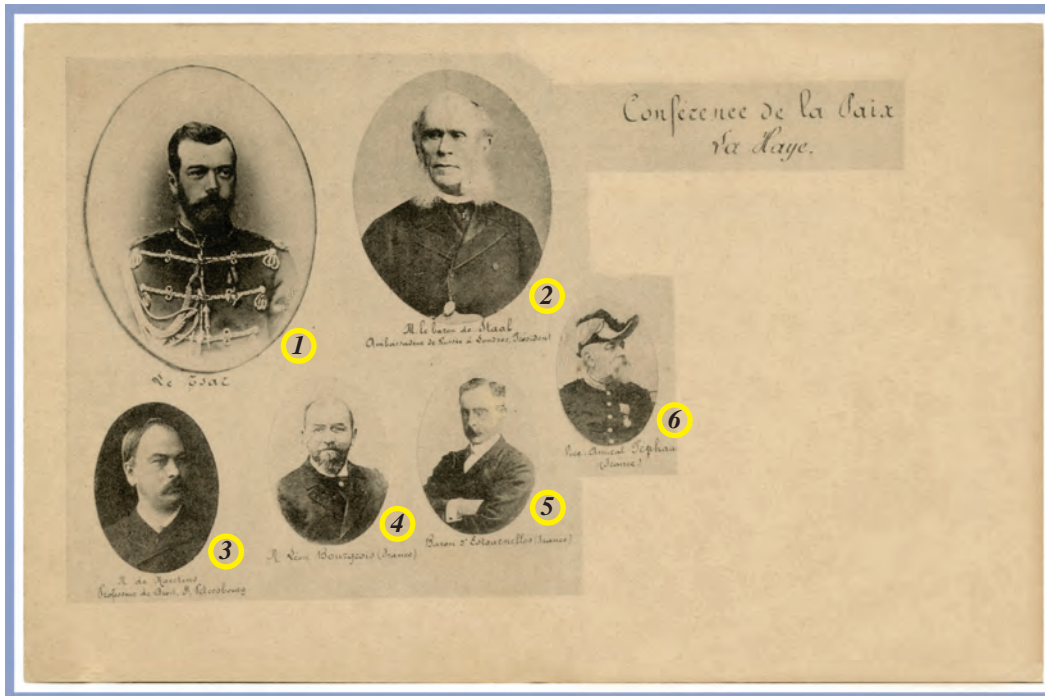 Conférence de la Paix
La Haye.
1
Le Tsar
2
M. le baron de Staal
Ambassadeur de Russie à Londres, Président
6
Vice-Amiral Péphau
(France)
3
M. de Martens
Professeur de Droit, St Pétersbourg
4
M. Léon Bourgeois (France)
5
Baron d'Estournelles (France)